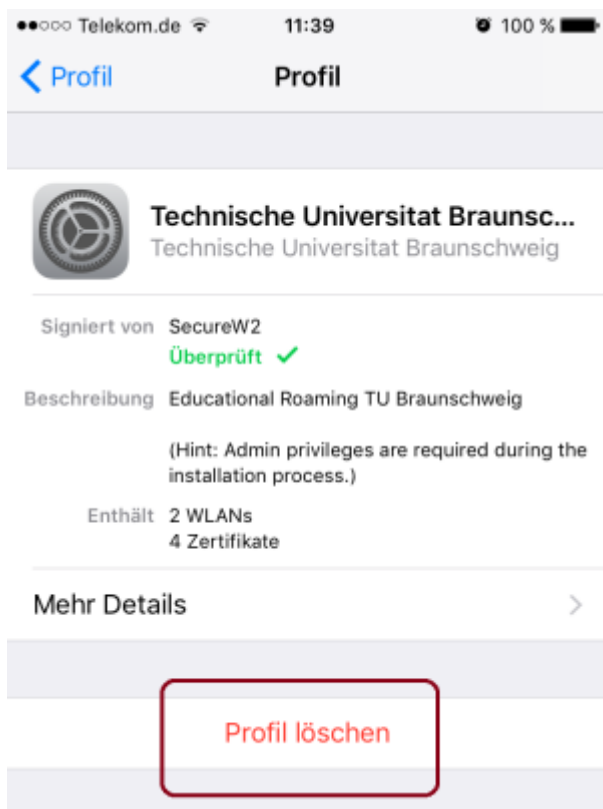 Telekom.de 11:39 100 %
Profil Profil
Technische Universitat Braunsc...
Technische Universitat Braunschweig
Signiert von SecureW2
Überprüft ✓
Beschreibung Educational Roaming TU Braunschweig
(Hint: Admin privileges are required during the
installation process.)
Enthält 2 WLANs
4 Zertifikate
Mehr Details
Profil löschen